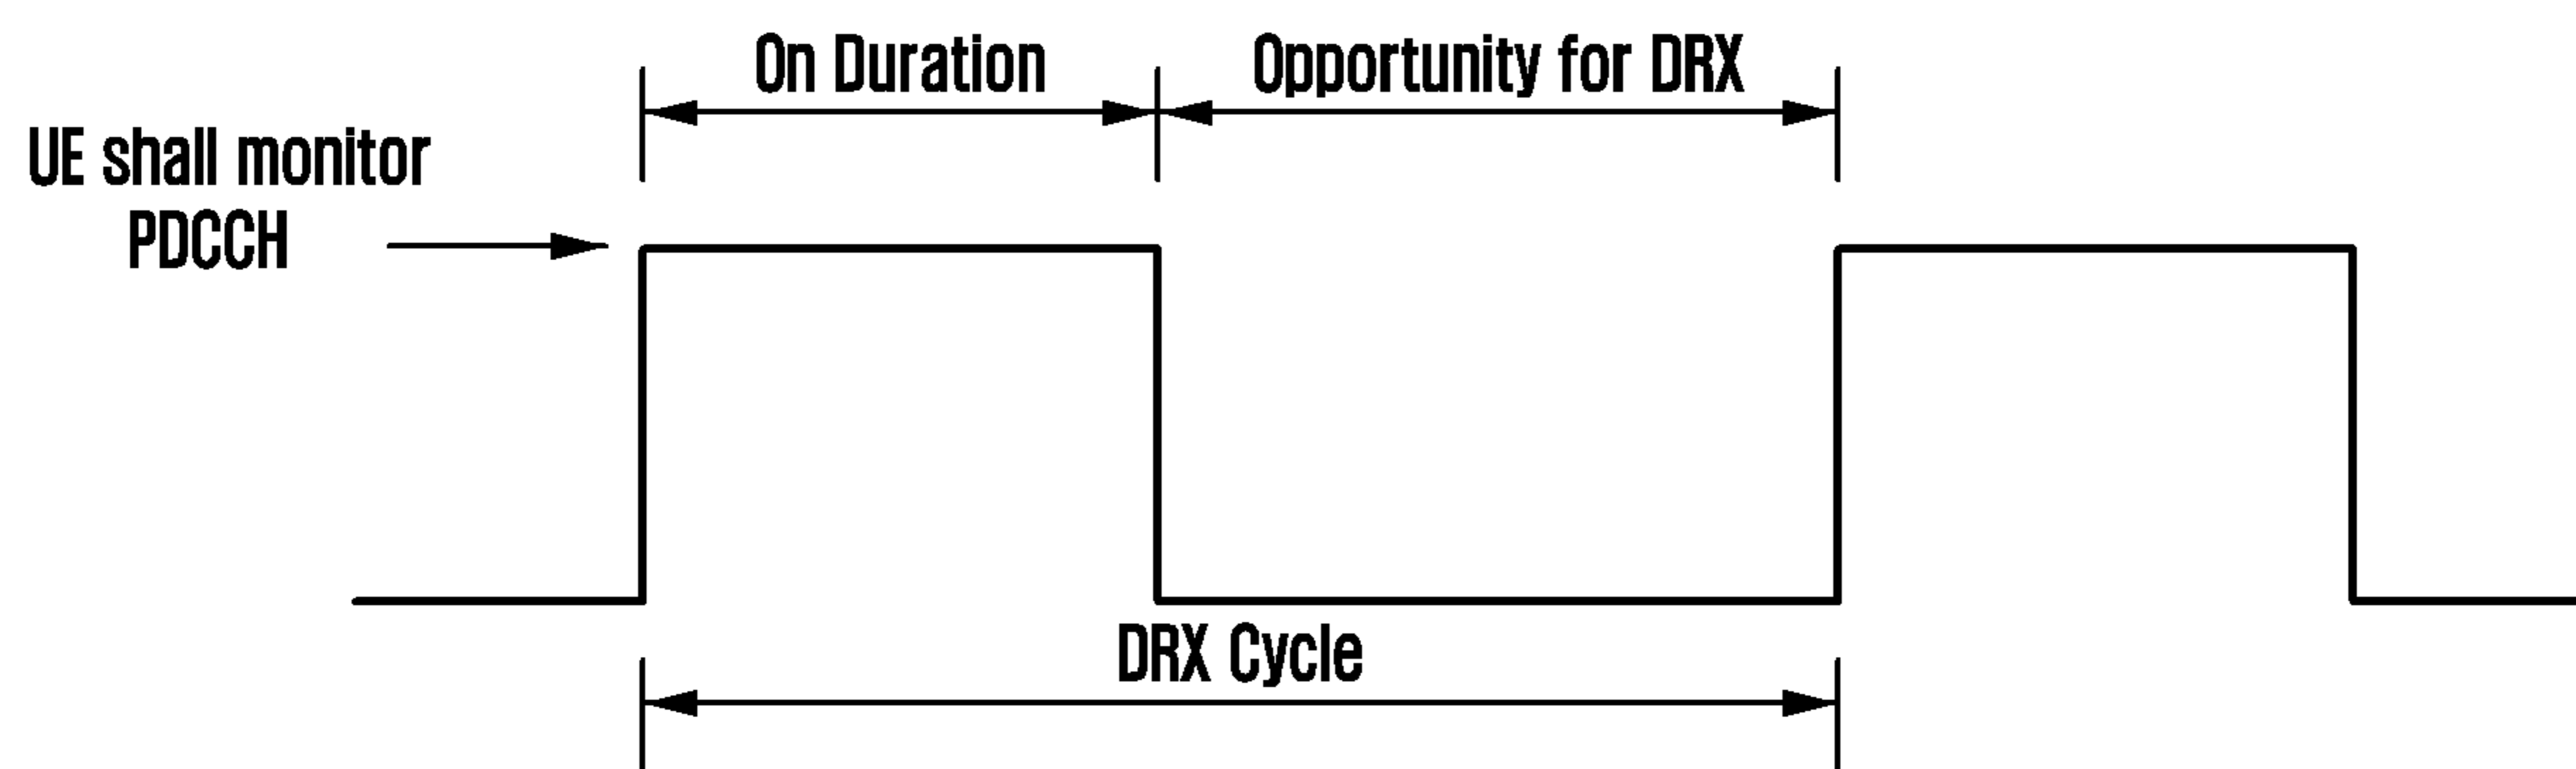 On Duration
Opportunity for DRX
UE shall monitor
PDCCH
DRX Cycle